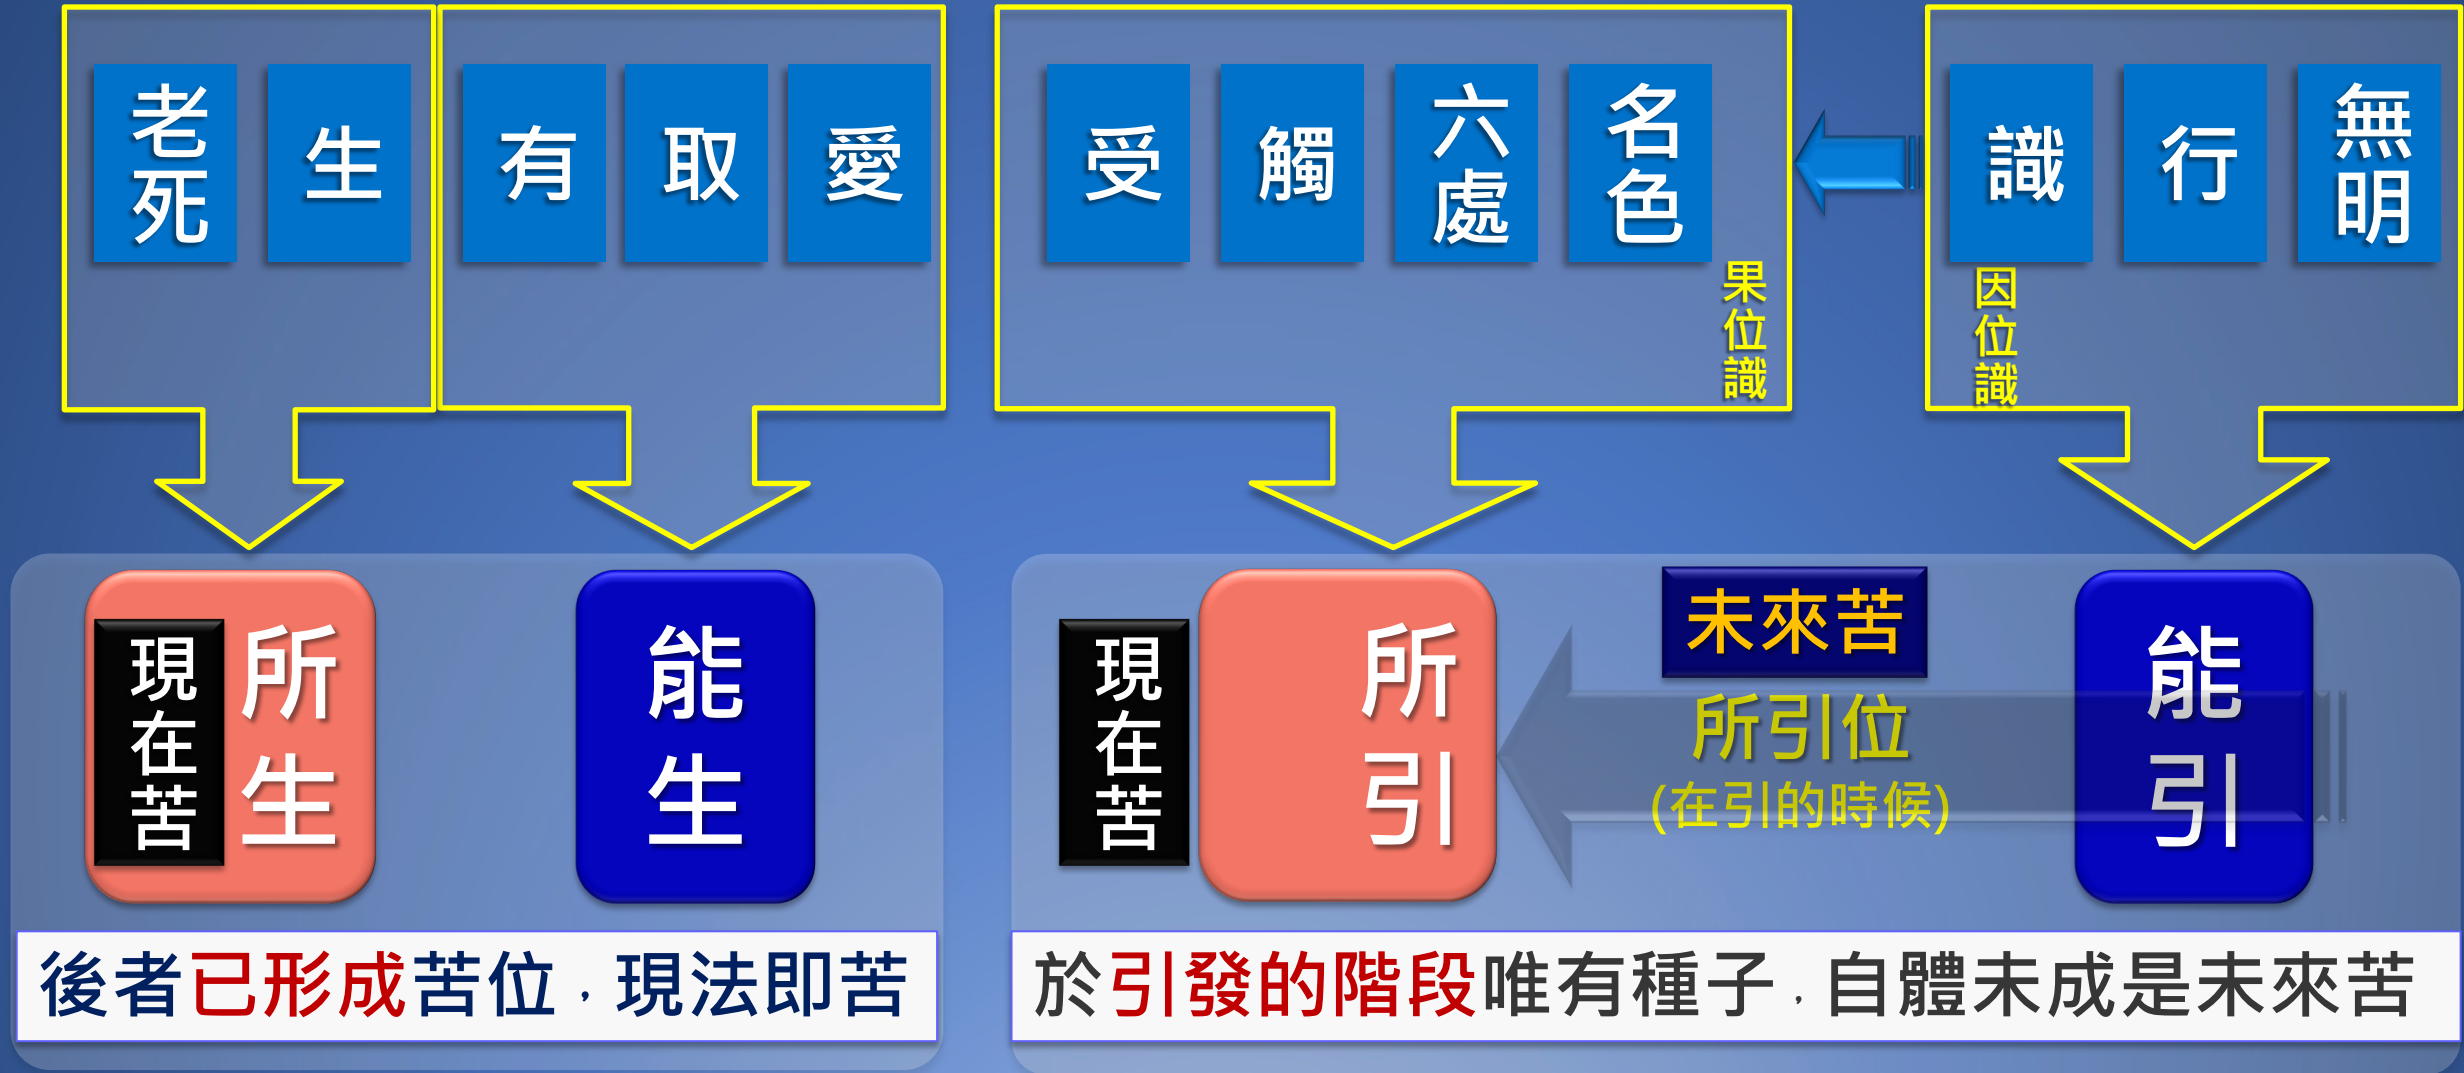 無明
行
識
名色
六處
觸
受
愛
取
有
生
老死
因位識
果位識
能引
未來苦
所引位
(在引的時候)
所引
現在苦
能生
所生
現在苦
於引發的階段唯有種子，自體未成是未來苦
後者已形成苦位，現法即苦